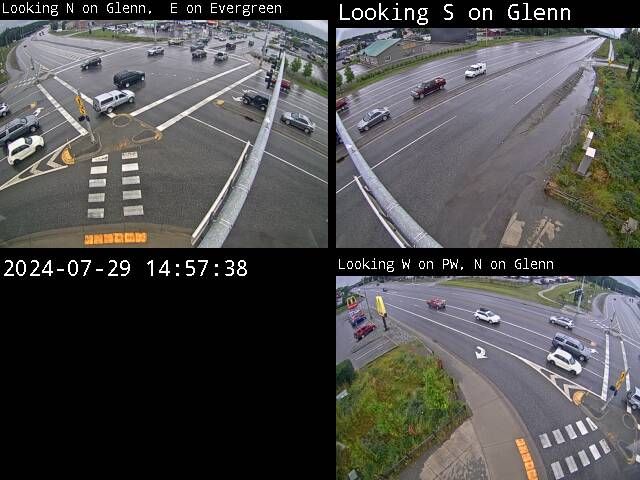 Looking N on Glenn,  E on Evergreen
Looking S on Glenn
2024-07-29 14:57:38
Looking W on PW, N on Glenn